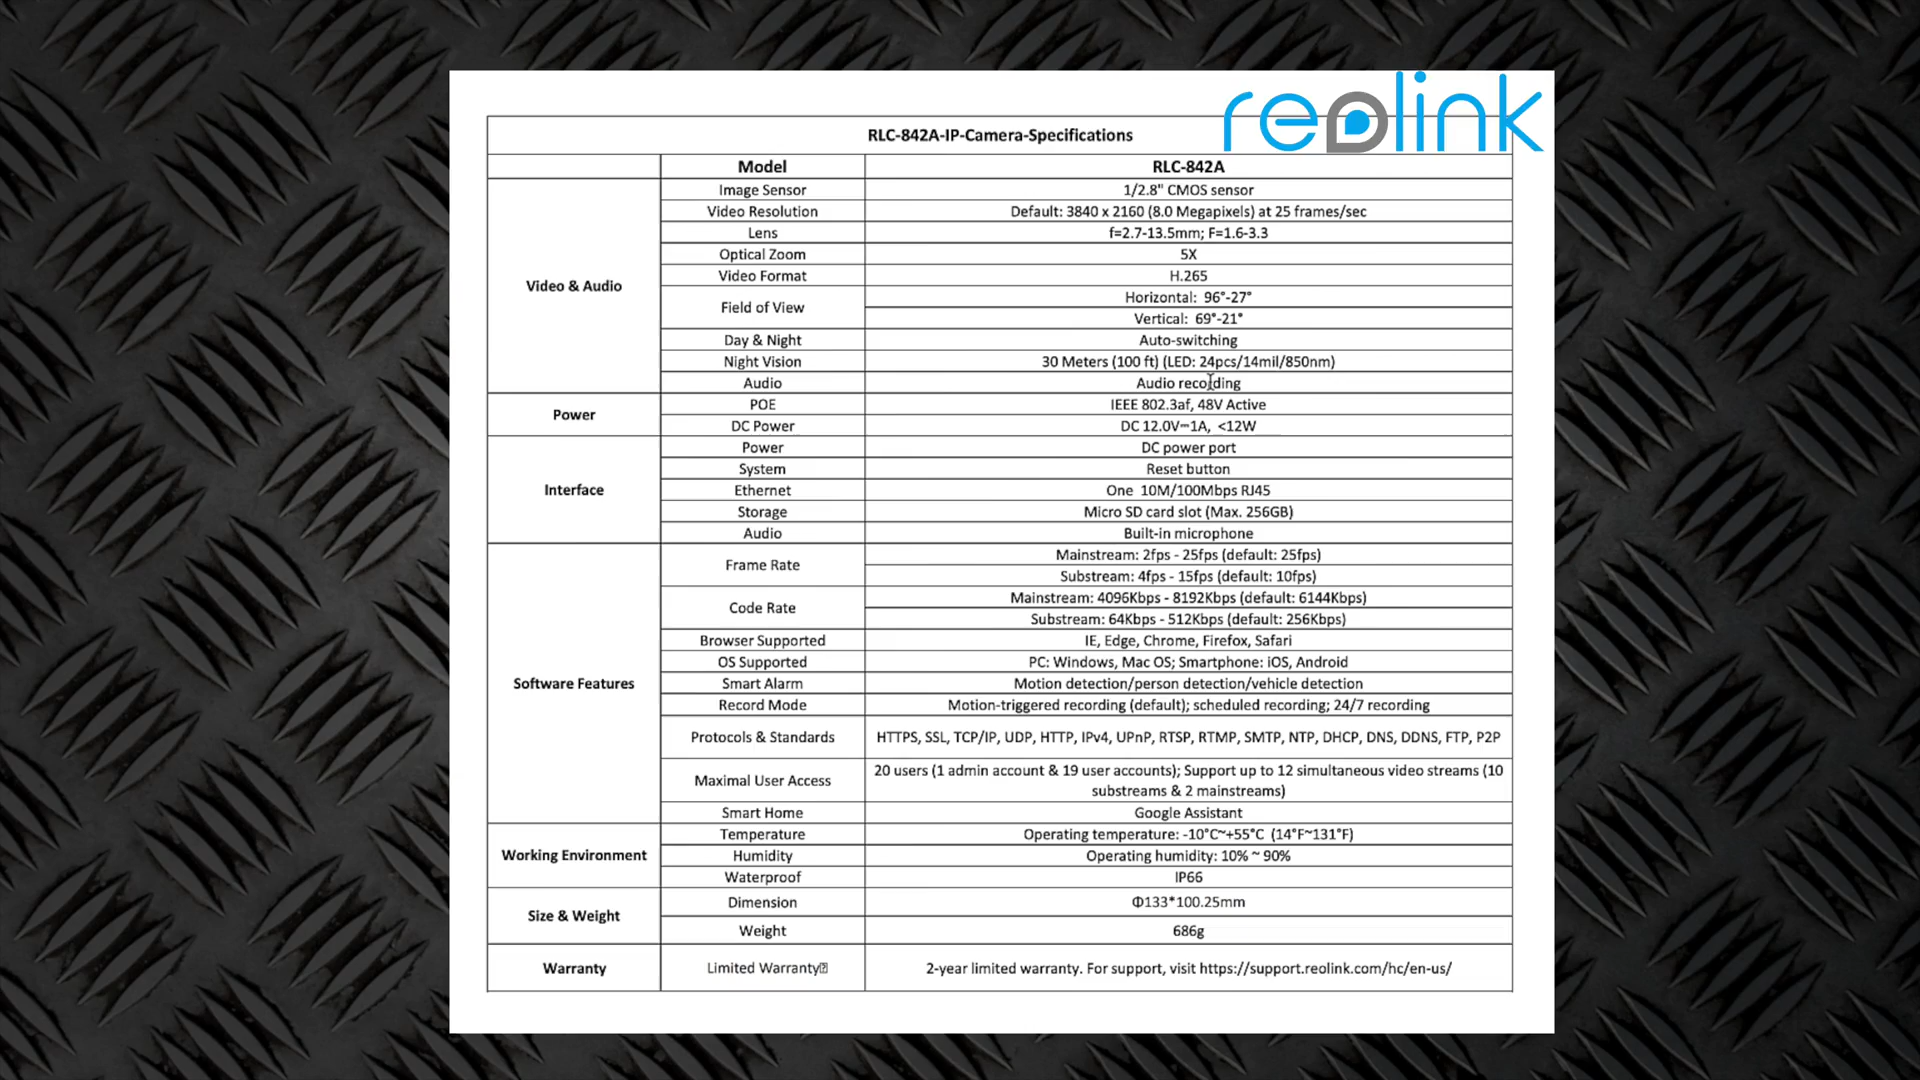 reolink
RLC-842A-IP-Camera-Specifications
Model RLC-842A
Video & Audio
Image Sensor 1/2.8" CMOS sensor
Video Resolution Default: 3840 x 2160 (8.0 Megapixels) at 25 frames/sec
Lens f=2.7-13.5mm; F=1.6-3.3
Optical Zoom 5X
Video Format H.265
Field of View Horizontal: 96°-27°
Vertical: 69°-21°
Day & Night Auto-switching
Night Vision 30 Meters (100 ft) (LED: 24pcs/14mil/850nm)
Audio Audio recording
Power
POE IEEE 802.3af, 48V Active
DC Power DC 12.0V⎓1A, <12W
Interface
Power DC power port
System Reset button
Ethernet One 10M/100Mbps RJ45
Storage Micro SD card slot (Max. 256GB)
Audio Built-in microphone
Software Features
Frame Rate Mainstream: 2fps - 25fps (default: 25fps)
Substream: 4fps - 15fps (default: 10fps)
Code Rate Mainstream: 4096Kbps - 8192Kbps (default: 6144Kbps)
Substream: 64Kbps - 512Kbps (default: 256Kbps)
Browser Supported IE, Edge, Chrome, Firefox, Safari
OS Supported PC: Windows, Mac OS; Smartphone: iOS, Android
Smart Alarm Motion detection/person detection/vehicle detection
Record Mode Motion-triggered recording (default); scheduled recording; 24/7 recording
Protocols & Standards HTTPS, SSL, TCP/IP, UDP, HTTP, IPv4, UPnP, RTSP, RTMP, SMTP, NTP, DHCP, DNS, DDNS, FTP, P2P
Maximal User Access 20 users (1 admin account & 19 user accounts); Support up to 12 simultaneous video streams (10
substreams & 2 mainstreams)
Smart Home Google Assistant
Working Environment
Temperature Operating temperature: -10°C~+55°C (14°F~131°F)
Humidity Operating humidity: 10% ~ 90%
Waterproof IP66
Size & Weight
Dimension Φ133*100.25mm
Weight 686g
Warranty
Limited Warranty 2-year limited warranty. For support, visit https://support.reolink.com/hc/en-us/